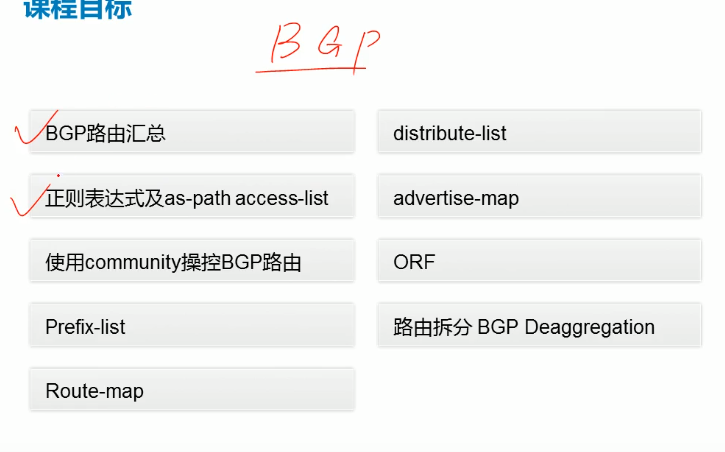 课程目标
BGP
BGP路由汇总
正则表达式及as-path access-list
使用community操控BGP路由
Prefix-list
Route-map
distribute-list
advertise-map
ORF
路由拆分 BGP Deaggregation